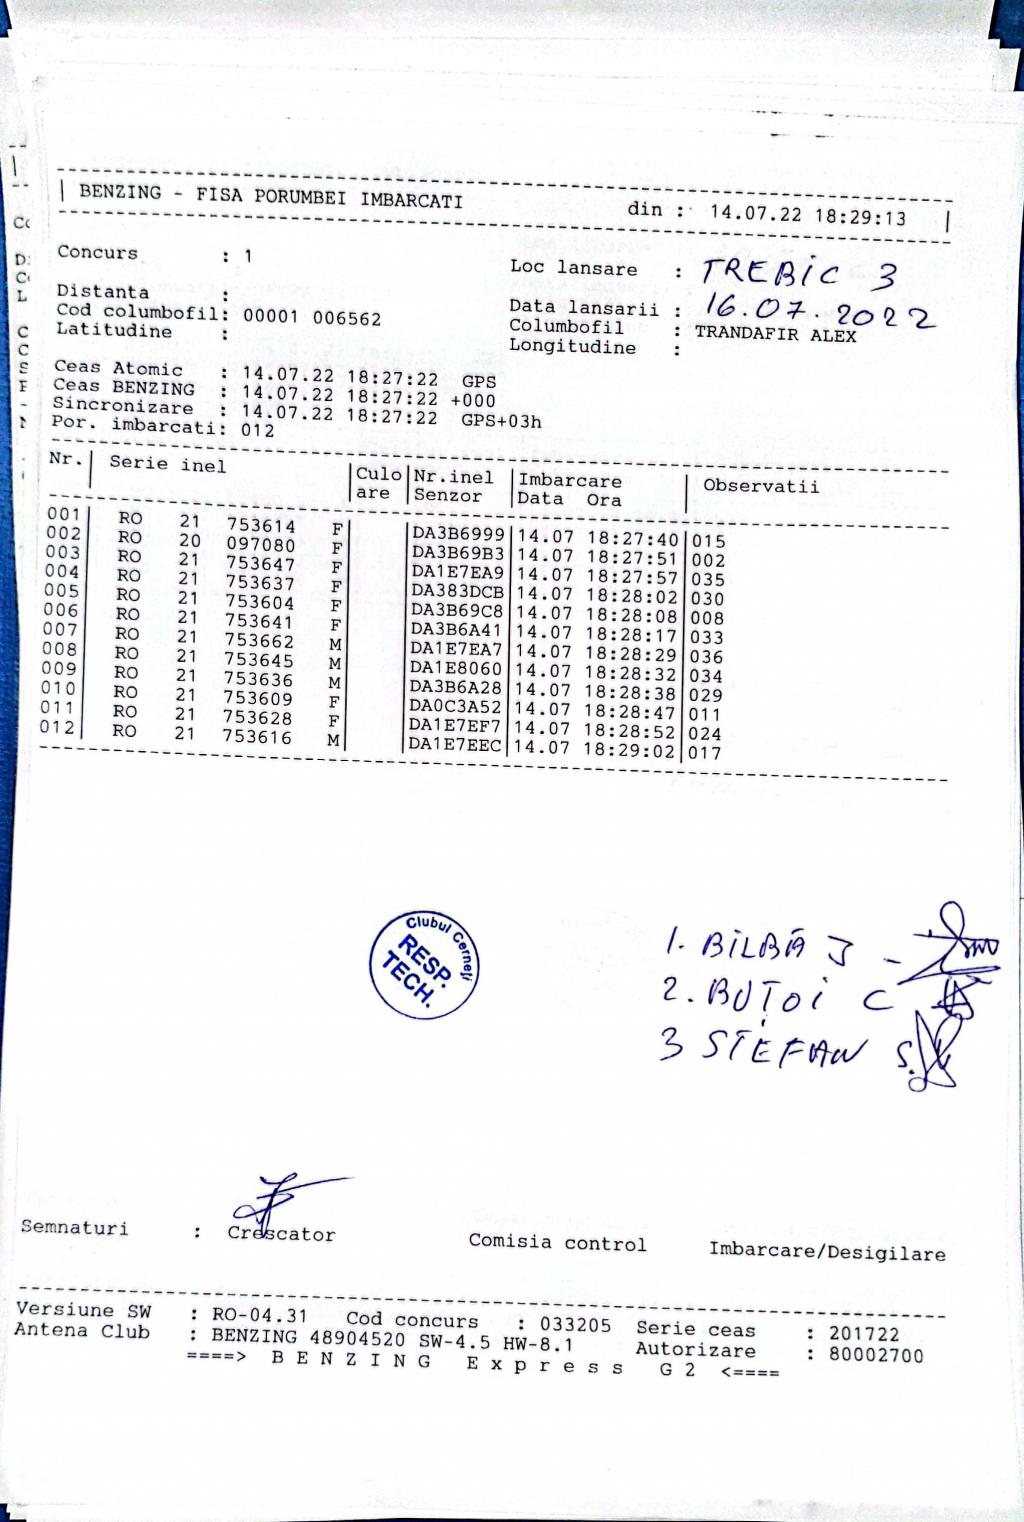 BENZING - FISA PORUMBEI IMBARCATI din : 14.07.22 18:29:13
Concurs : 1 Loc lansare : TREBIC 3
Distanta : Data lansarii : 16.07.2022
Cod columbofil: 00001 006562 Columbofil : TRANDAFIR ALEX
Latitudine : Longitudine :
Ceas Atomic : 14.07.22 18:27:22 GPS
Ceas BENZING : 14.07.22 18:27:22 +000
Sincronizare : 14.07.22 18:27:22 GPS+03h
Por. imbarcati: 012
Nr.| Serie inel |Culo|Nr.inel |Imbarcare | Observatii
|are |Senzor |Data Ora
001| RO 21 753614 F| |DA3B6999|14.07 18:27:40|015
002| RO 20 097080 F| |DA3B69B3|14.07 18:27:51|002
003| RO 21 753647 F| |DA1E7EA9|14.07 18:27:57|035
004| RO 21 753637 F| |DA383DCB|14.07 18:28:02|030
005| RO 21 753604 F| |DA3B69C8|14.07 18:28:08|008
006| RO 21 753641 F| |DA3B6A41|14.07 18:28:17|033
007| RO 21 753662 M| |DA1E7EA7|14.07 18:28:29|036
008| RO 21 753645 M| |DA1E8060|14.07 18:28:32|034
009| RO 21 753636 M| |DA3B6A28|14.07 18:28:38|029
010| RO 21 753609 F| |DA0C3A52|14.07 18:28:47|011
011| RO 21 753628 F| |DA1E7EF7|14.07 18:28:52|024
012| RO 21 753616 M| |DA1E7EEC|14.07 18:29:02|017
Clubul Cerneți
RESP.
TECH.
1. BÎLBĂ J -
2. BUȚOI C
3 STEFAN S.
Semnaturi : Crescator Comisia control Imbarcare/Desigilare
Versiune SW : RO-04.31 Cod concurs : 033205 Serie ceas : 201722
Antena Club : BENZING 48904520 SW-4.5 HW-8.1 Autorizare : 80002700
====> B E N Z I N G E x p r e s s G 2 <====